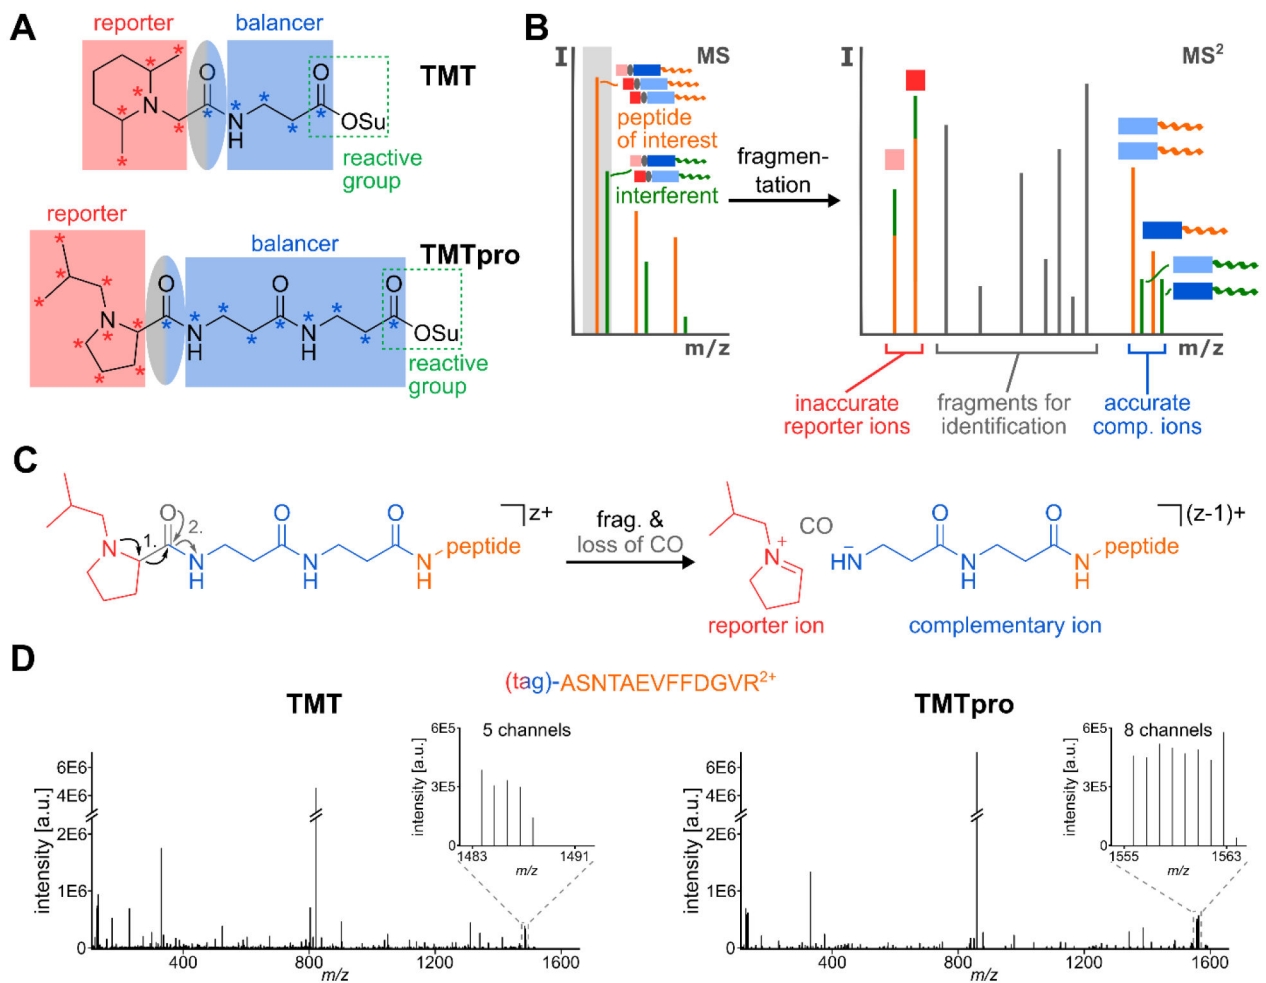 A
reporter
balancer
O
O
TMT
N
N
H
OSu
reactive
group
reporter
balancer
TMTpro
O
O
O
N
N
H
N
H
OSu
reactive
group
B
I
MS
peptide
of interest
interferent
m/z
fragmen-
tation
I
MS²
m/z
inaccurate
reporter ions
fragments for
identification
accurate
comp. ions
C
O
2.
1.
N
N
H
O
N
H
O
N
H
peptide
z+
frag. &
loss of CO
CO
N
+
reporter ion
–
HN
O
N
H
O
N
H
peptide
(z-1)+
complementary ion
D
(tag)-ASNTAEVFFDGVR²⁺
TMT
intensity [a.u.]
6E6
4E6
2E6
1E6
0
400
800
1200
1600
m/z
5 channels
intensity [a.u.]
6E5
3E5
0
1483
1491
m/z
TMTpro
intensity [a.u.]
6E6
4E6
2E6
1E6
0
400
800
1200
1600
m/z
8 channels
intensity [a.u.]
6E5
3E5
0
1555
1563
m/z